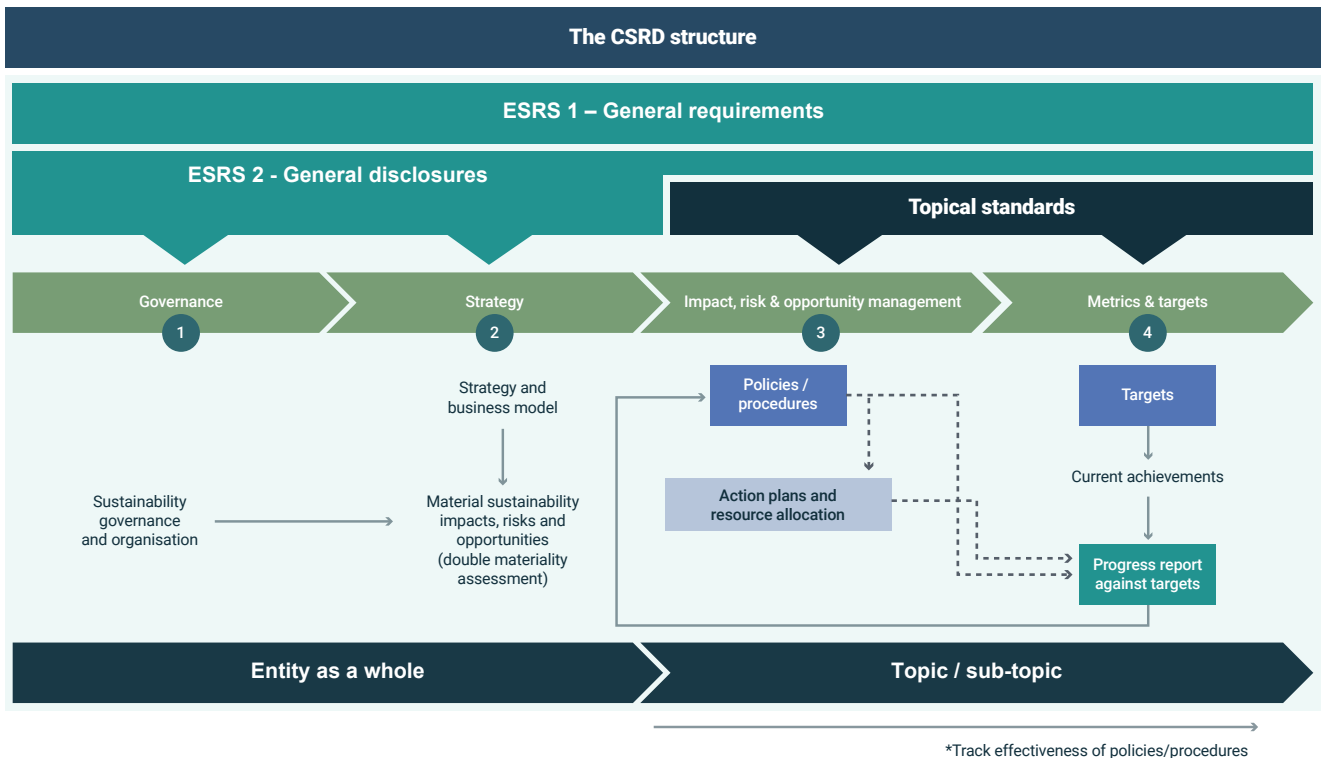 The CSRD structure
ESRS 1 – General requirements
ESRS 2 - General disclosures
Topical standards
Governance
Strategy
Impact, risk & opportunity management
Metrics & targets
1
2
3
4
Strategy and
business model
Policies /
procedures
Targets
Sustainability
governance
and organisation
Material sustainability
impacts, risks and
opportunities
(double materiality
assessment)
Action plans and
resource allocation
Current achievements
Progress report
against targets
Entity as a whole
Topic / sub-topic
*Track effectiveness of policies/procedures